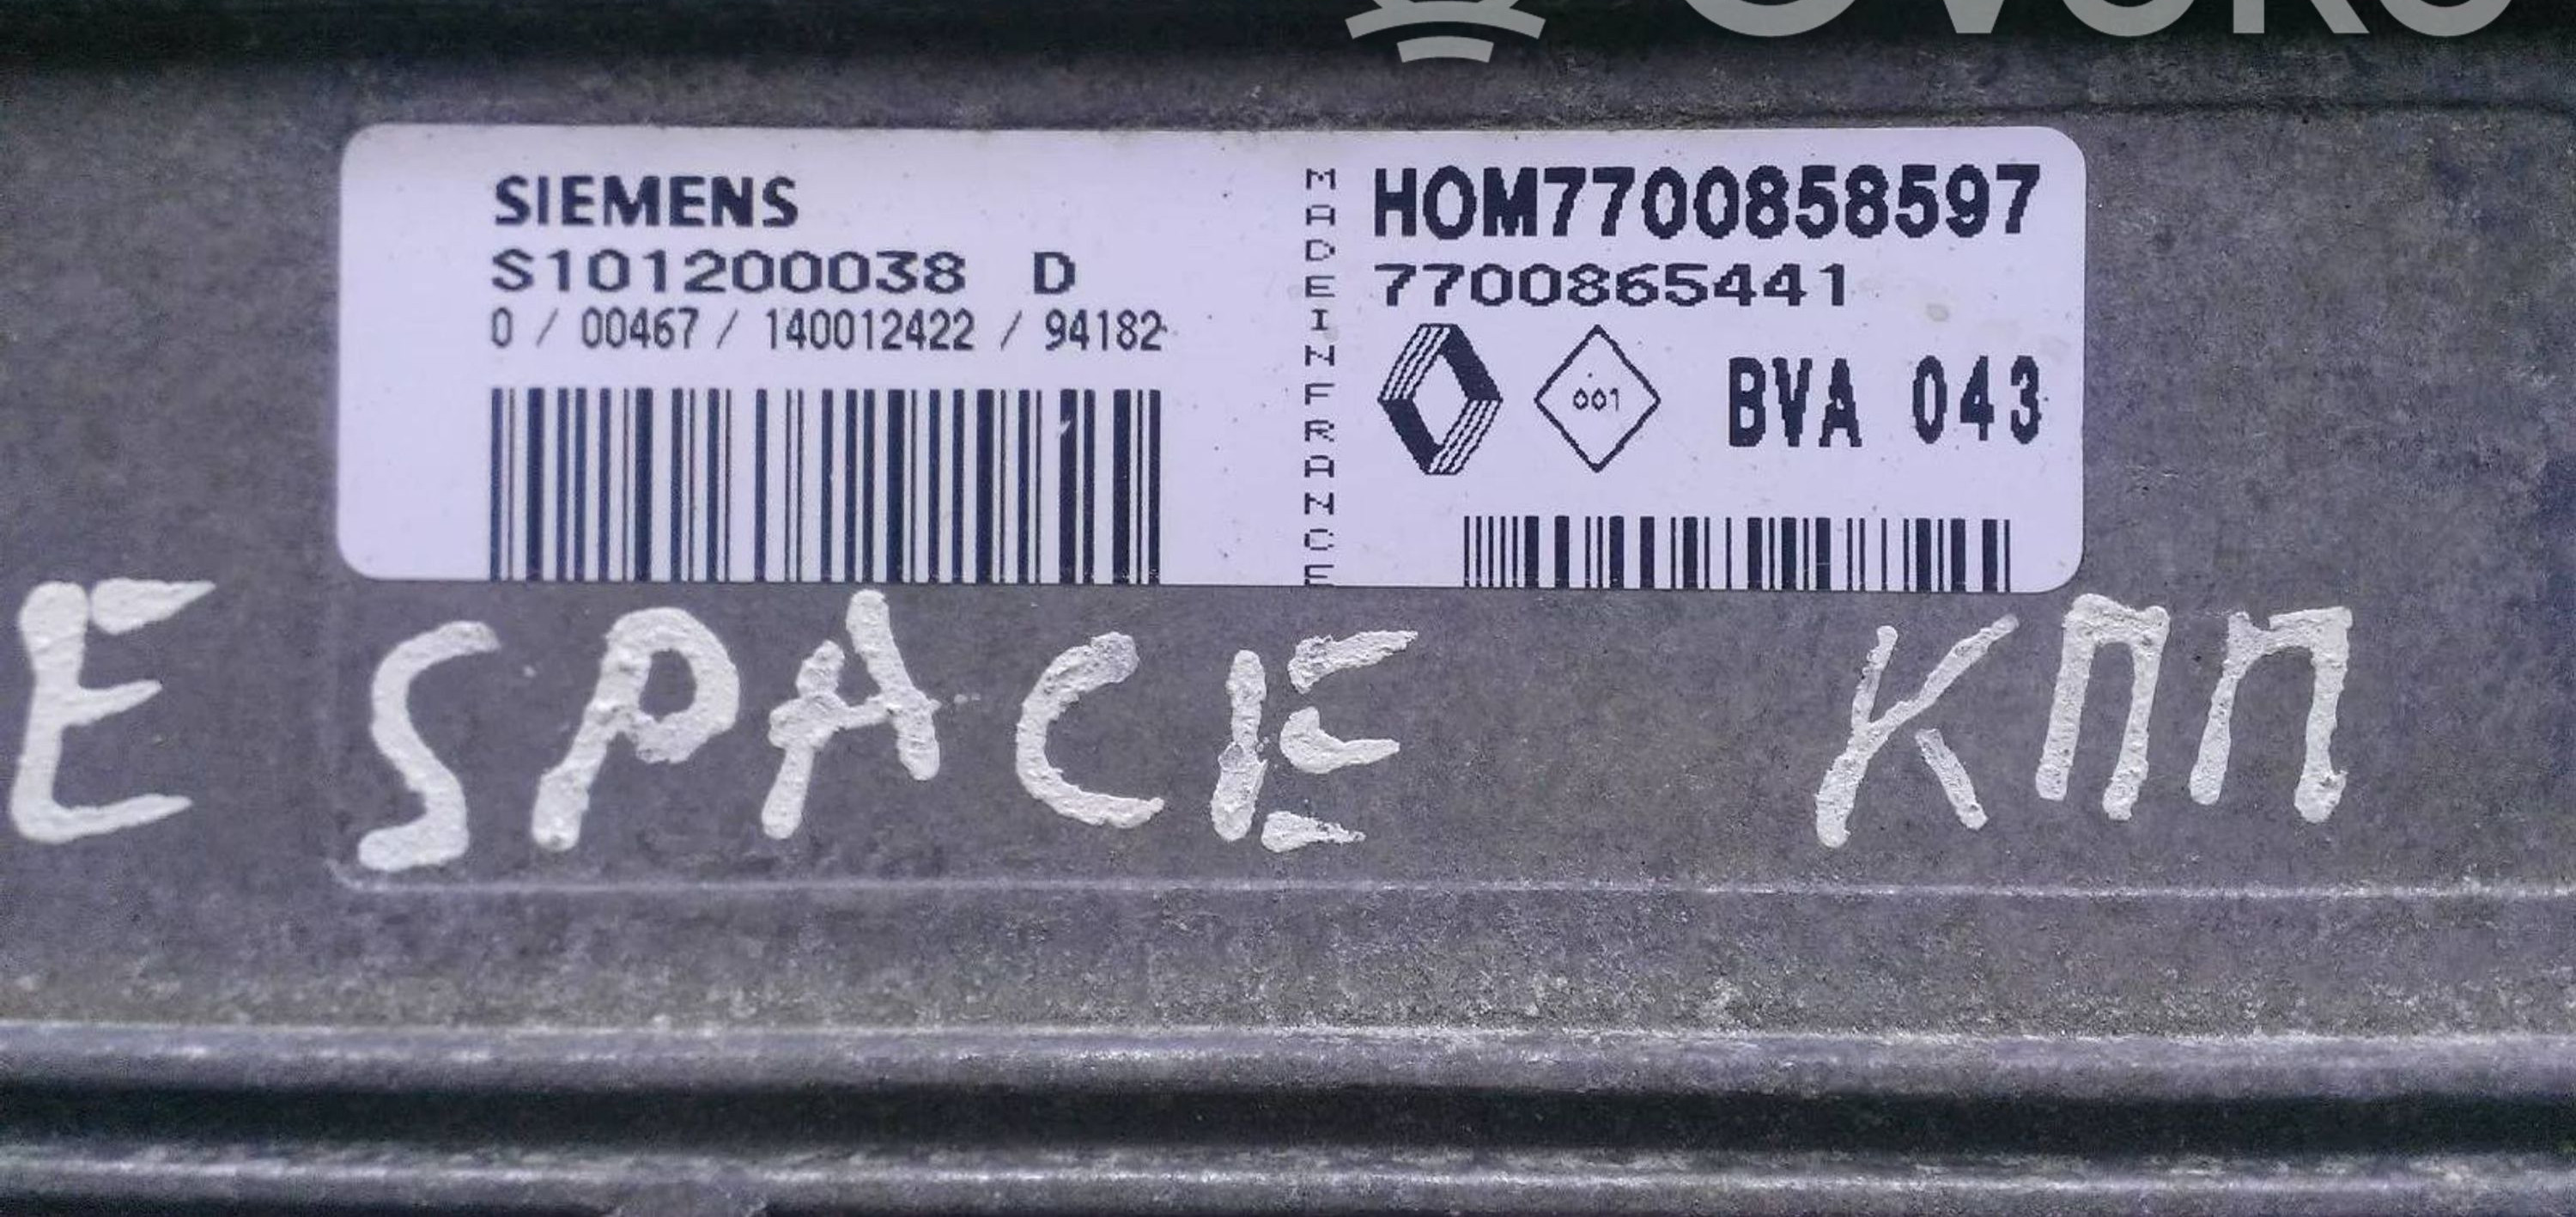 SIEMENS
S101200038 D
0 / 00467 / 140012422 / 94182
MADE IN FRANCE
HOM7700858597
7700865441
001
BVA 043
ESPACE КПП